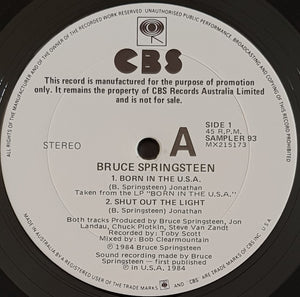 ALL RIGHTS OF THE MANUFACTURER AND OF THE OWNER OF THE RECORDED WORK RESERVED. UNAUTHORISED PUBLIC PERFORMANCE, BROADCASTING AND COPYING OF THIS RECORD PROHIBITED
CBS
This record is manufactured for the purpose of promotion
only. It remains the property of CBS Records Australia Limited
and is not for sale.
STEREO
A
SIDE 1
45 R.P.M.
SAMPLER 93
MX215173
BRUCE SPRINGSTEEN
1. BORN IN THE U.S.A.
(B. Springsteen) Jonathan
Taken from the LP "BORN IN THE U.S.A."
2. SHUT OUT THE LIGHT
(B. Springsteen) Jonathan
Both tracks produced by Bruce Springsteen, Jon
Landau, Chuck Plotkin, Steve Van Zandt
Recorded by: Toby Scott
Mixed by: Bob Clearmountain
Ⓟ 1984 Bruce Springsteen
Sound recording made by Bruce
Springsteen — first published
Ⓟ in U.S.A. 1984
MADE IN AUSTRALIA BY A REGISTERED USER OF THE TRADE MARKS
AND CBS ARE TRADE MARKS OF CBS INC. U.S.A.